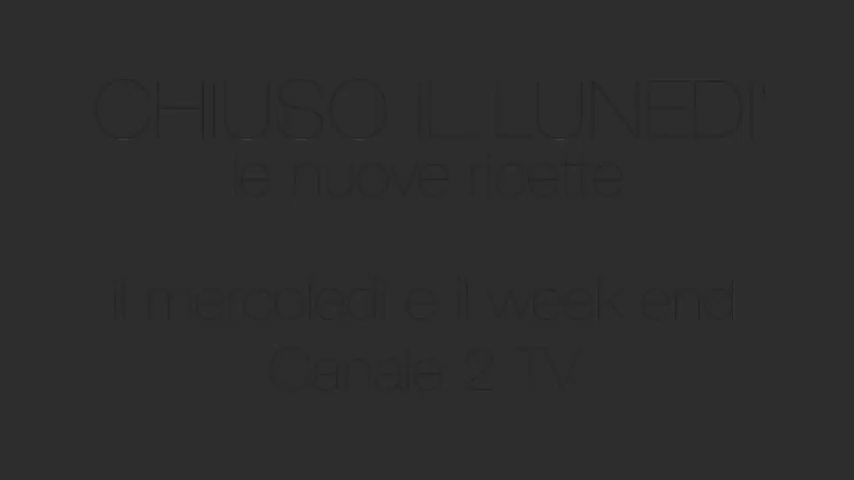 CHIUSO IL LUNEDI'
le nuove ricette
il mercoledì e il week end
Canale 2 TV